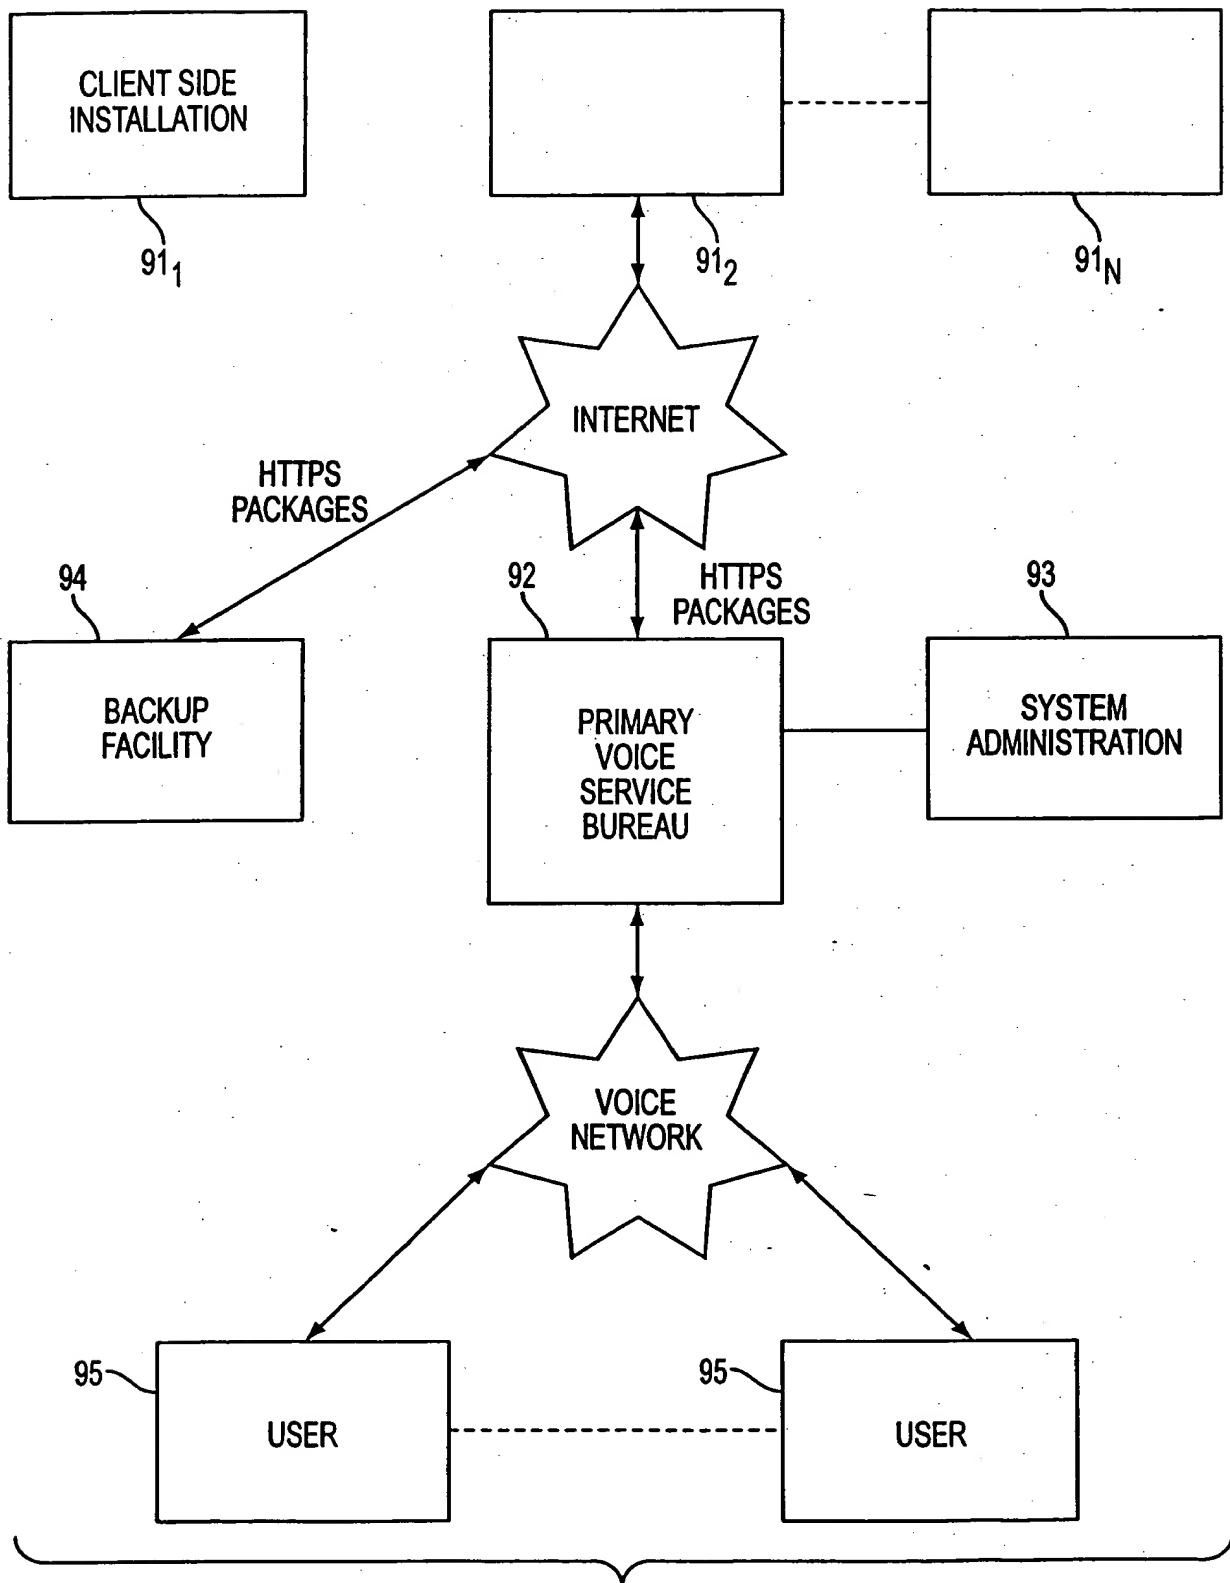 CLIENT SIDE
INSTALLATION
91₁
91₂
91N
INTERNET
HTTPS
PACKAGES
HTTPS
PACKAGES
94
92
93
BACKUP
FACILITY
PRIMARY
VOICE
SERVICE
BUREAU
SYSTEM
ADMINISTRATION
VOICE
NETWORK
95
USER
95
USER